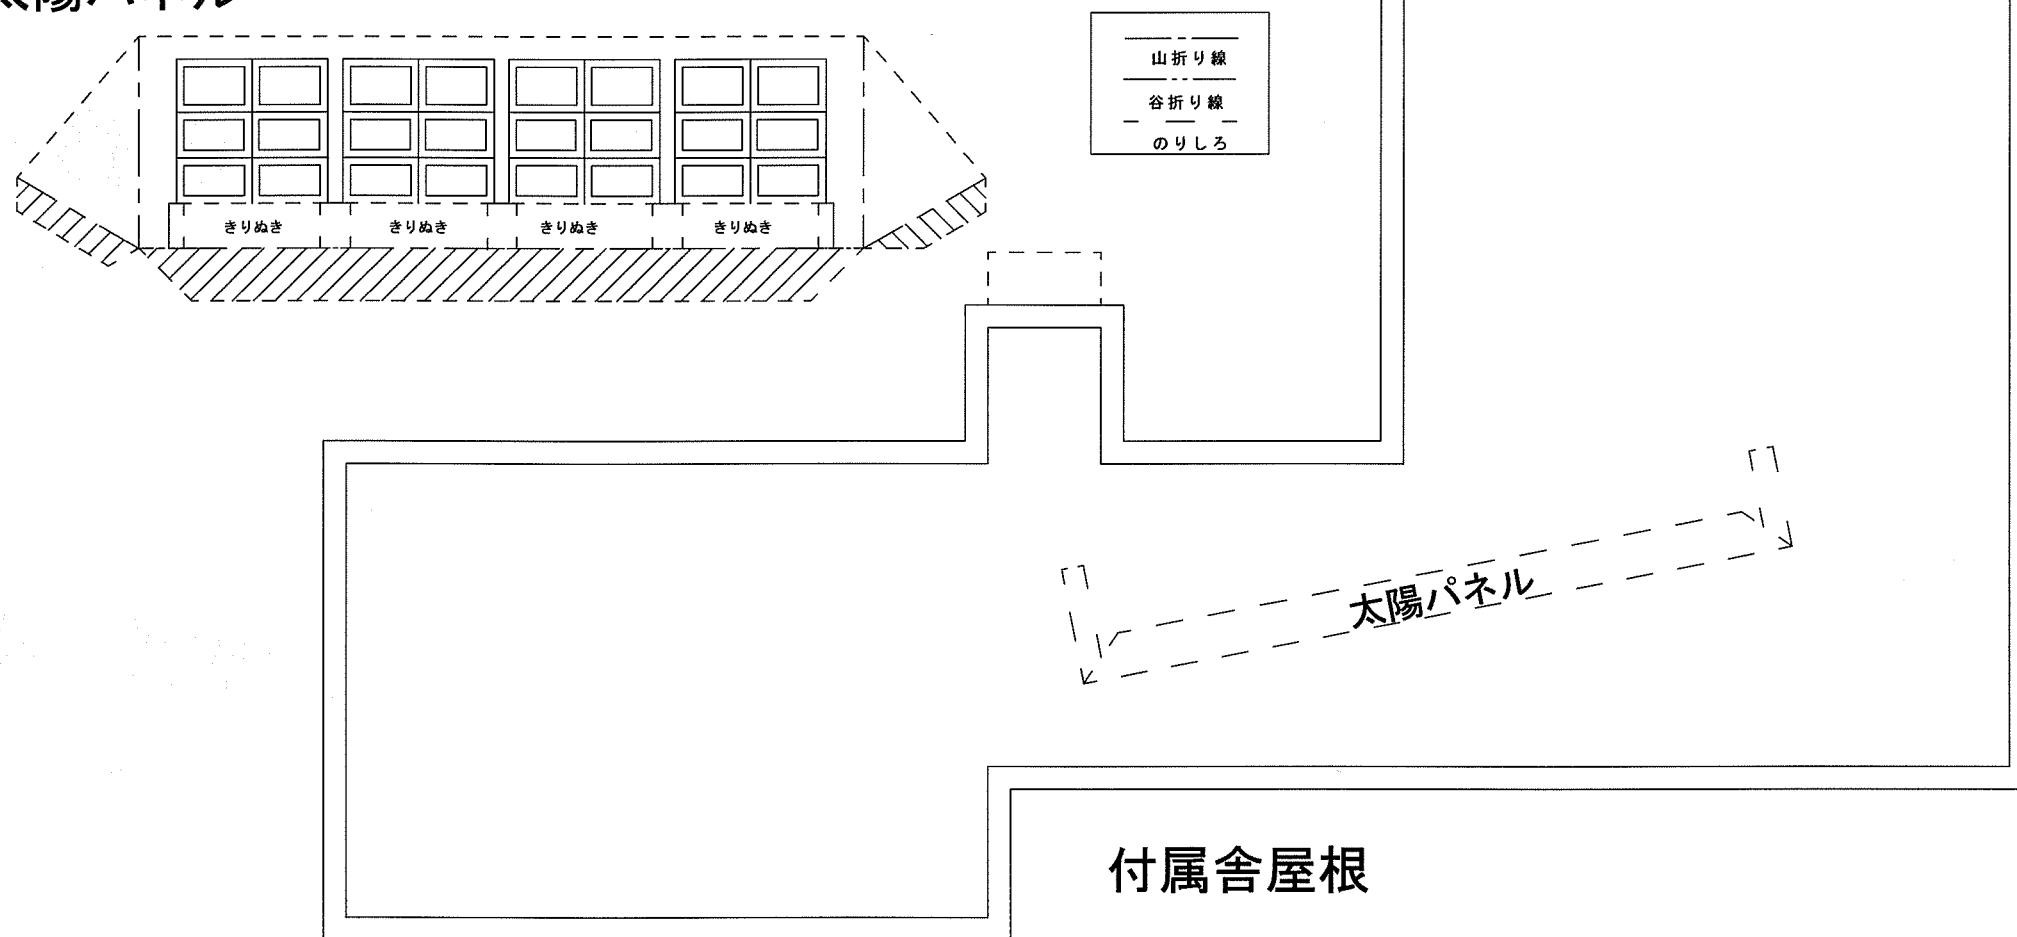 太陽パネル
山折り線
谷折り線
のりしろ
きりぬき
きりぬき
きりぬき
きりぬき
太陽パネル
付属舎屋根